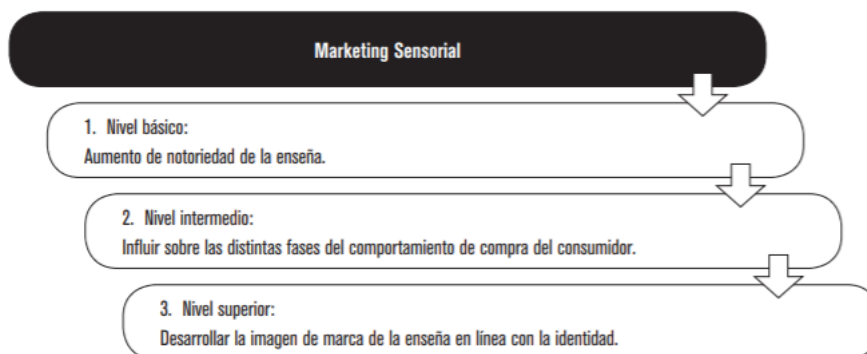 Marketing Sensorial
1. Nivel básico:
Aumento de notoriedad de la enseña.
2. Nivel intermedio:
Influir sobre las distintas fases del comportamiento de compra del consumidor.
3. Nivel superior:
Desarrollar la imagen de marca de la enseña en línea con la identidad.